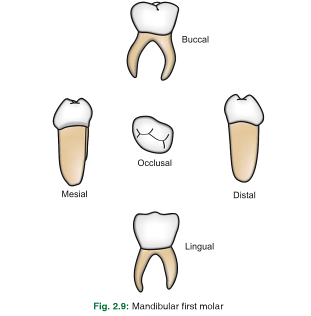 Buccal
Occlusal
Mesial
Distal
Lingual
Fig. 2.9: Mandibular first molar